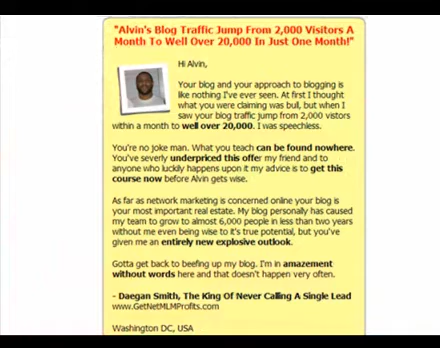 "Alvin's Blog Traffic Jump From 2,000 Visitors A
Month To Well Over 20,000 In Just One Month!"
Hi Alvin,
Your blog and your approach to blogging is
like nothing I've ever seen. At first I thought
what you were claiming was bull, but when I
saw your blog traffic jump from 2,000 vistors
within a month to well over 20,000. I was speechless.
You're no joke man. What you teach can be found nowhere.
You've severly underpriced this offer my friend and to
anyone who luckily happens upon it my advice is to get this
course now before Alvin gets wise.
As far as network marketing is concerned online your blog is
your most important real estate. My blog personally has caused
my team to grow to almost 6,000 people in less than two years
without me even being wise to it's true potential, but you've
given me an entirely new explosive outlook.
Gotta get back to beefing up my blog. I'm in amazement
without words here and that doesn't happen very often.
- Daegan Smith, The King Of Never Calling A Single Lead
www.GetNetMLMProfits.com
Washington DC, USA